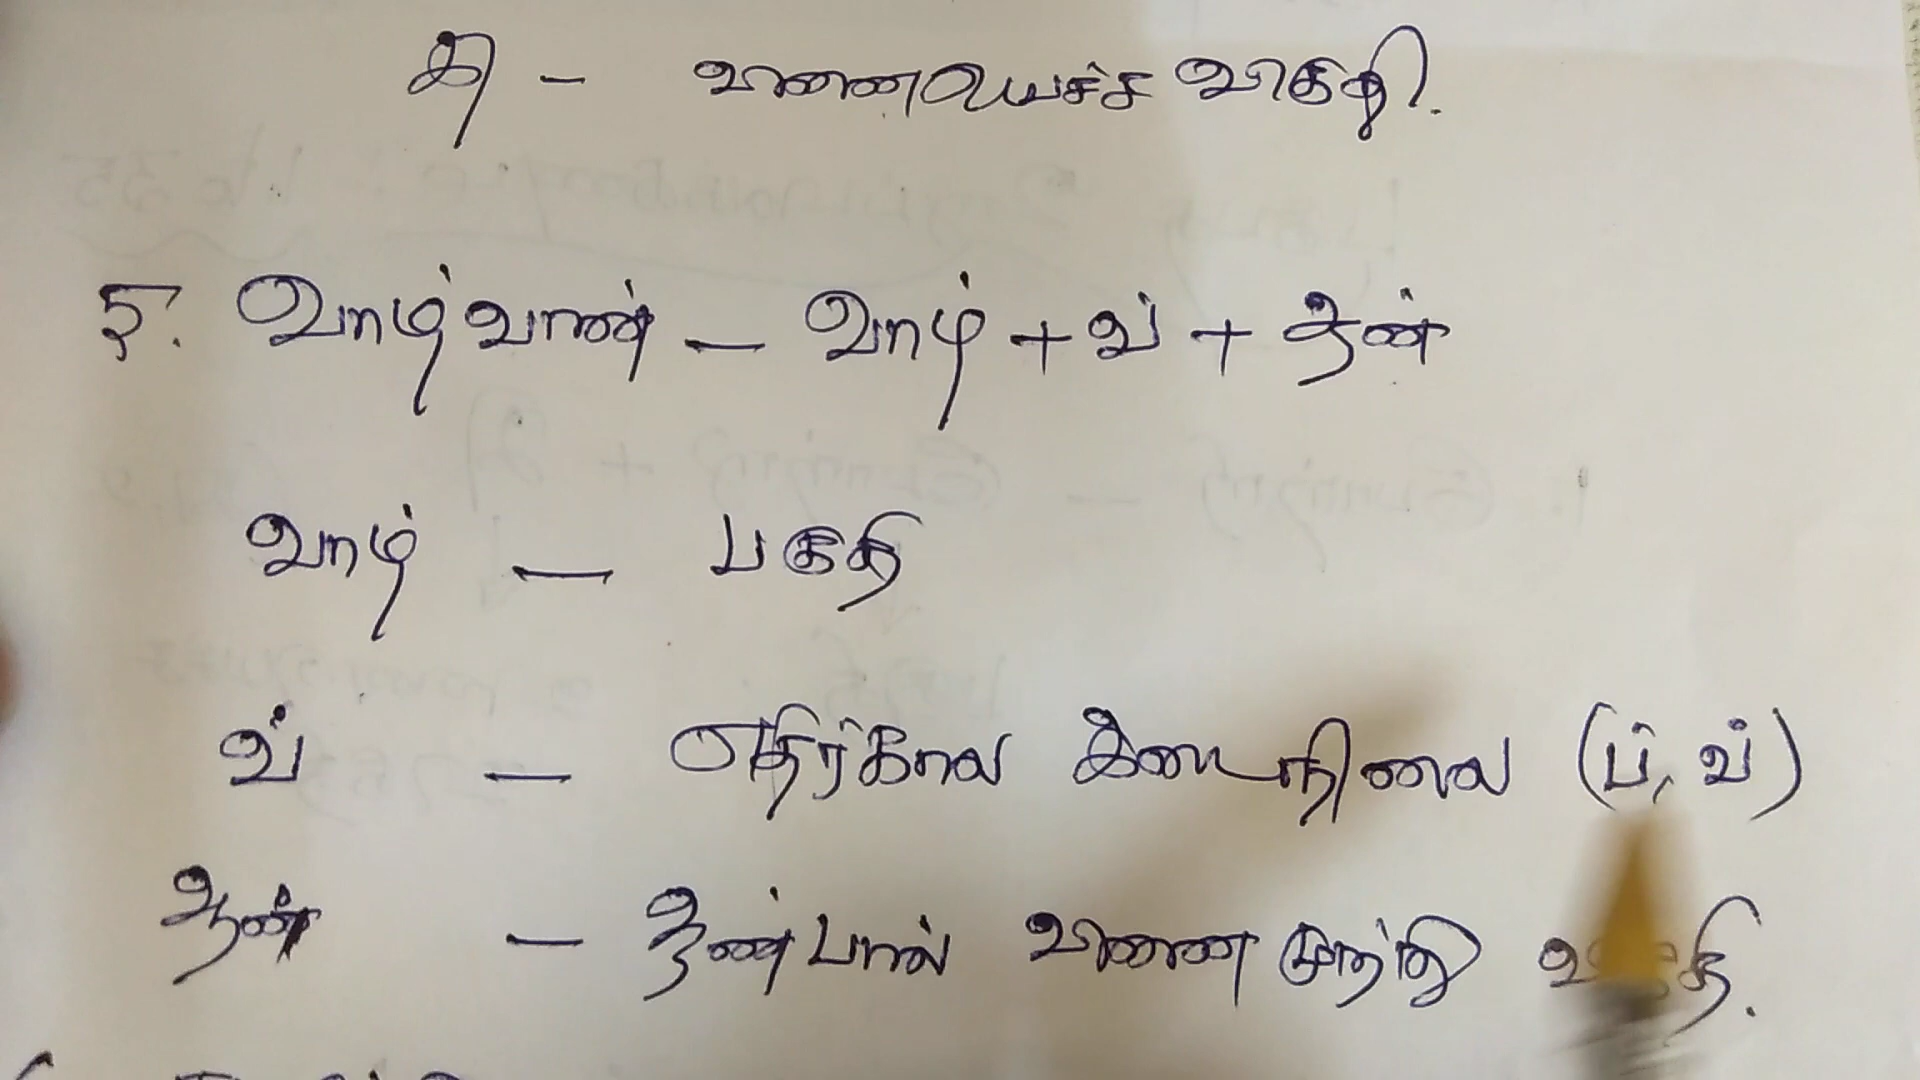 தி - வினையெச்ச விகுதி.
5. வாழ்வான் - வாழ் + வ் + ஆன்
வாழ் - பகுதி
வ் - எதிர்கால இடைநிலை (ப், வ்)
ஆன் - ஆண்பால் வினை முற்று